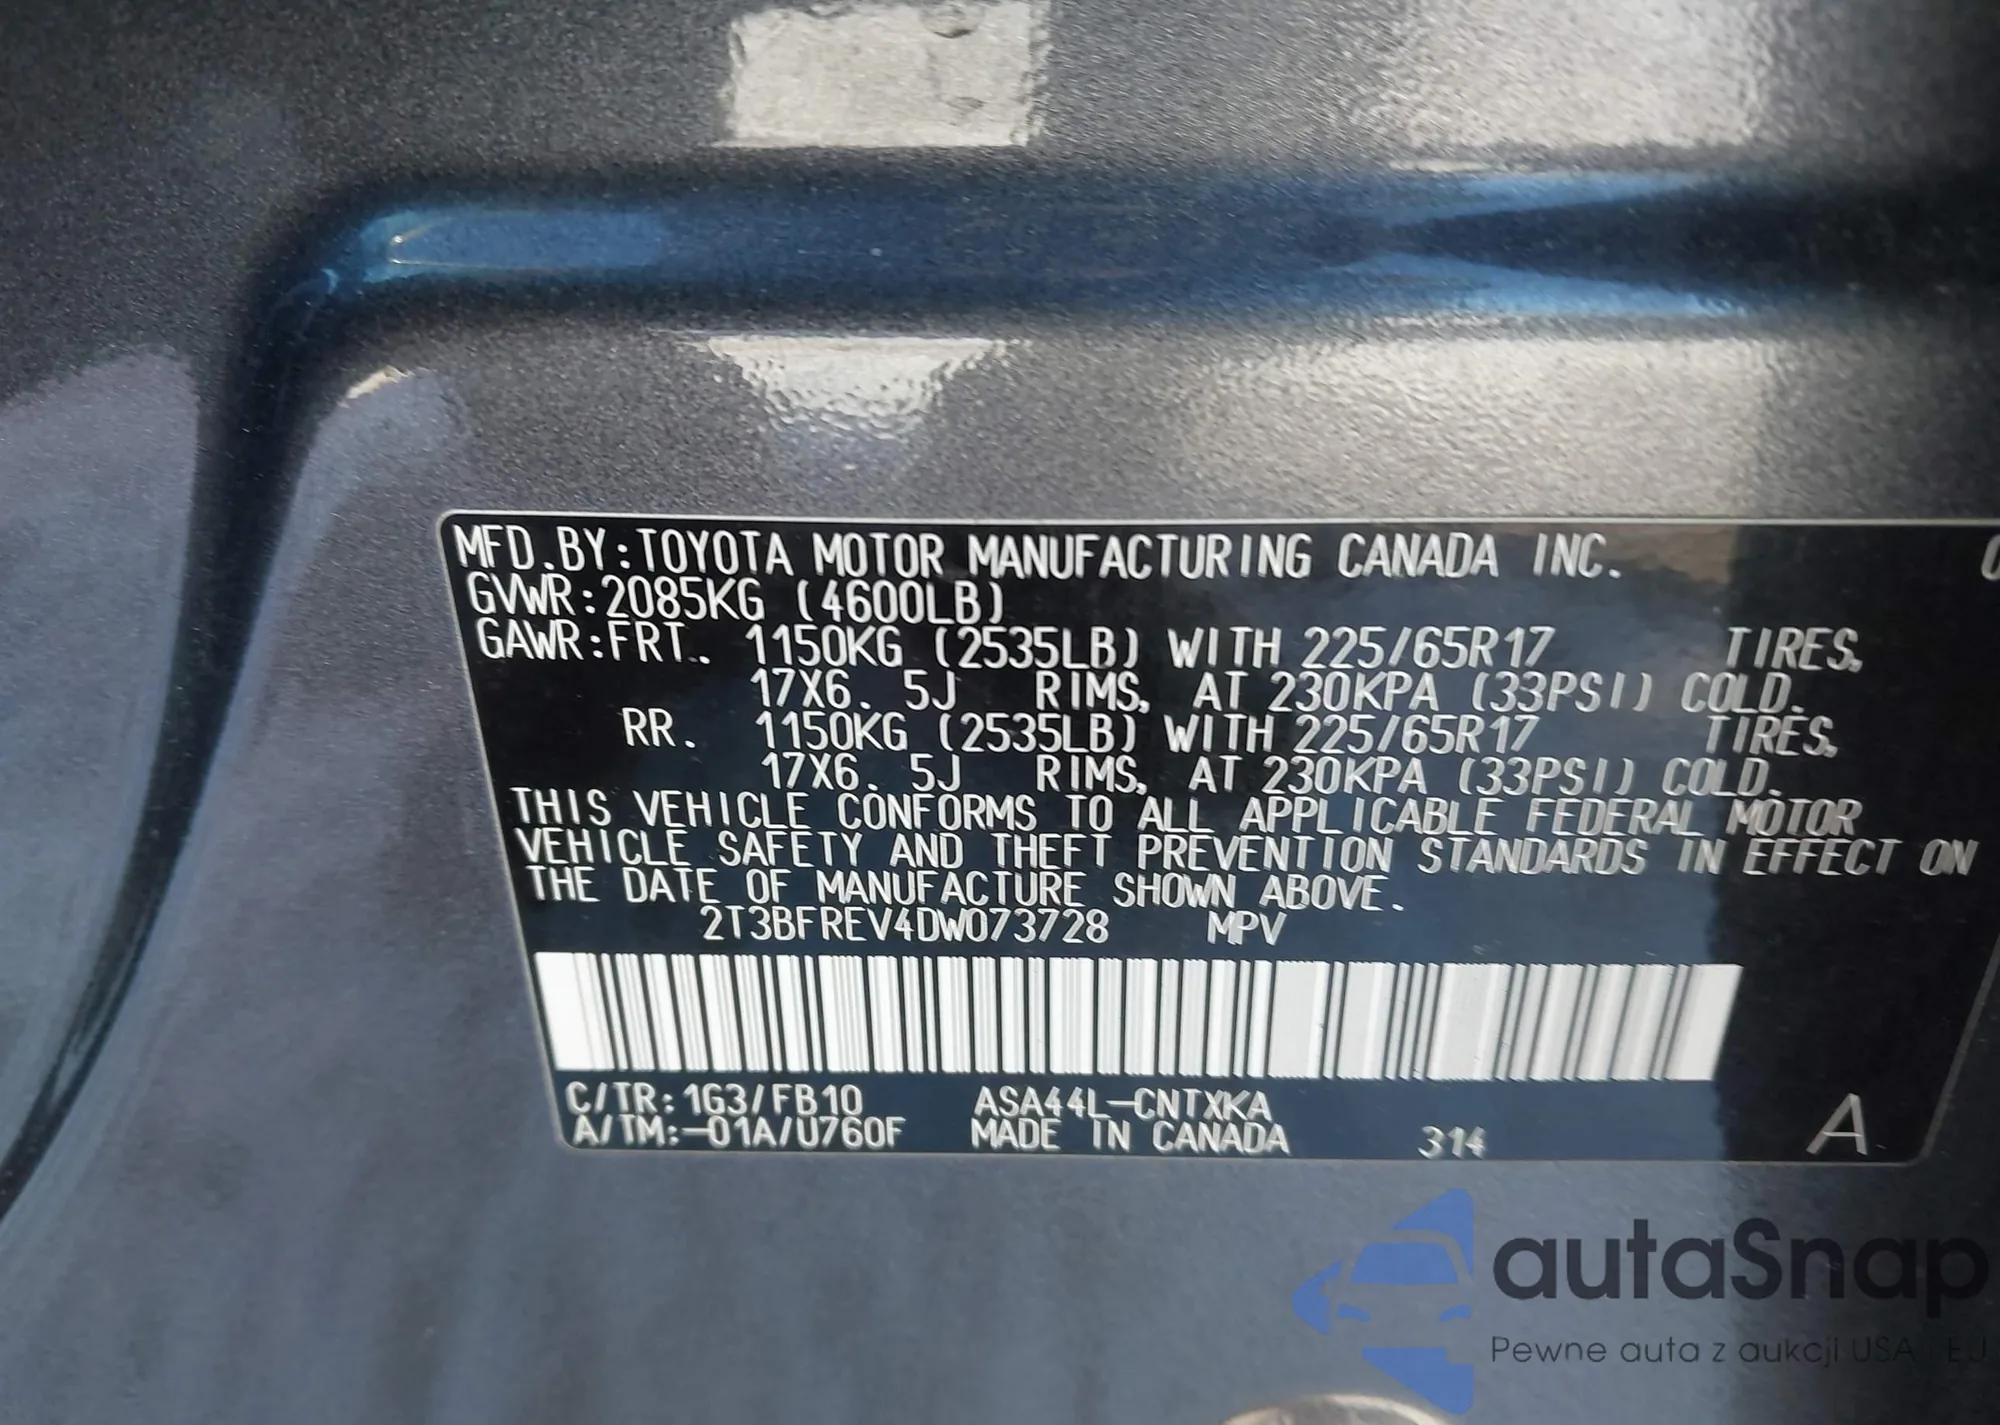 MFD.BY:TOYOTA MOTOR MANUFACTURING CANADA INC.
GVWR:2085KG (4600LB)
GAWR:FRT. 1150KG (2535LB) WITH 225/65R17 TIRES,
17X6.5J RIMS, AT 230KPA (33PSI) COLD.
RR. 1150KG (2535LB) WITH 225/65R17 TIRES,
17X6.5J RIMS, AT 230KPA (33PSI) COLD.
THIS VEHICLE CONFORMS TO ALL APPLICABLE FEDERAL MOTOR
VEHICLE SAFETY AND THEFT PREVENTION STANDARDS IN EFFECT ON
THE DATE OF MANUFACTURE SHOWN ABOVE.
2T3BFREV4DW073728 MPV
C/TR:1G3/FB10 ASA44L-CNTXKA
A/TM:-01A/U760F MADE IN CANADA 314 A
autaSnap
Pewne auta z aukcji USA i EU